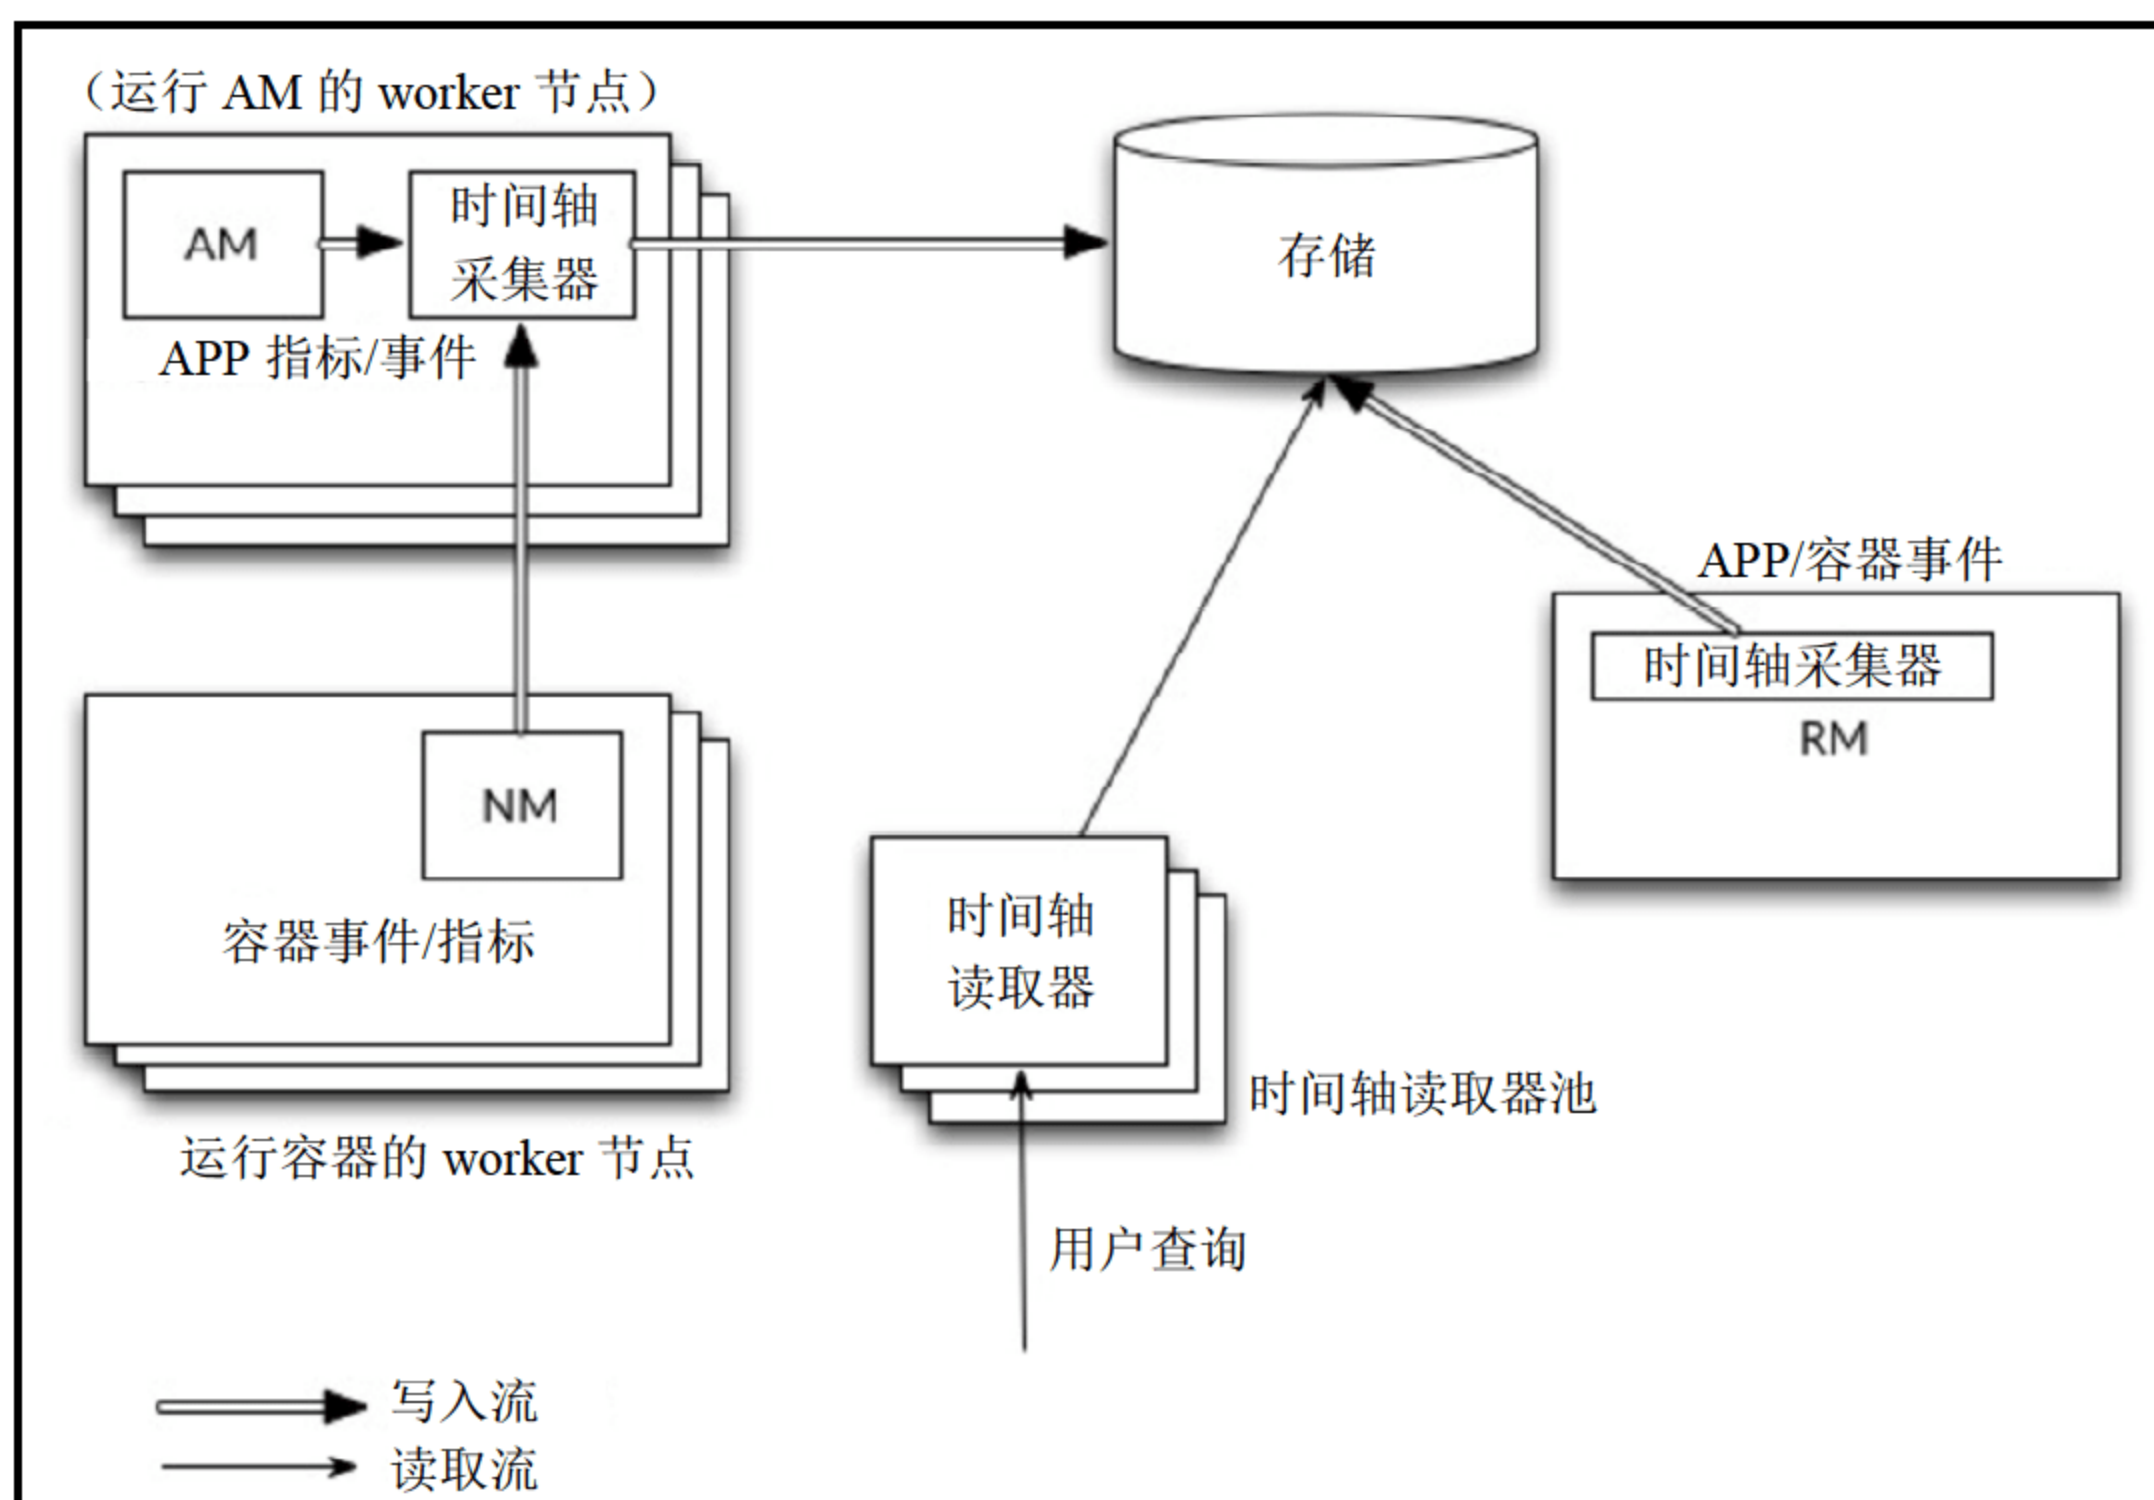 （运行 AM 的 worker 节点）
AM
时间轴
采集器
APP 指标/事件
存储
APP/容器事件
时间轴采集器
RM
NM
容器事件/指标
运行容器的 worker 节点
时间轴
读取器
时间轴读取器池
用户查询
写入流
读取流